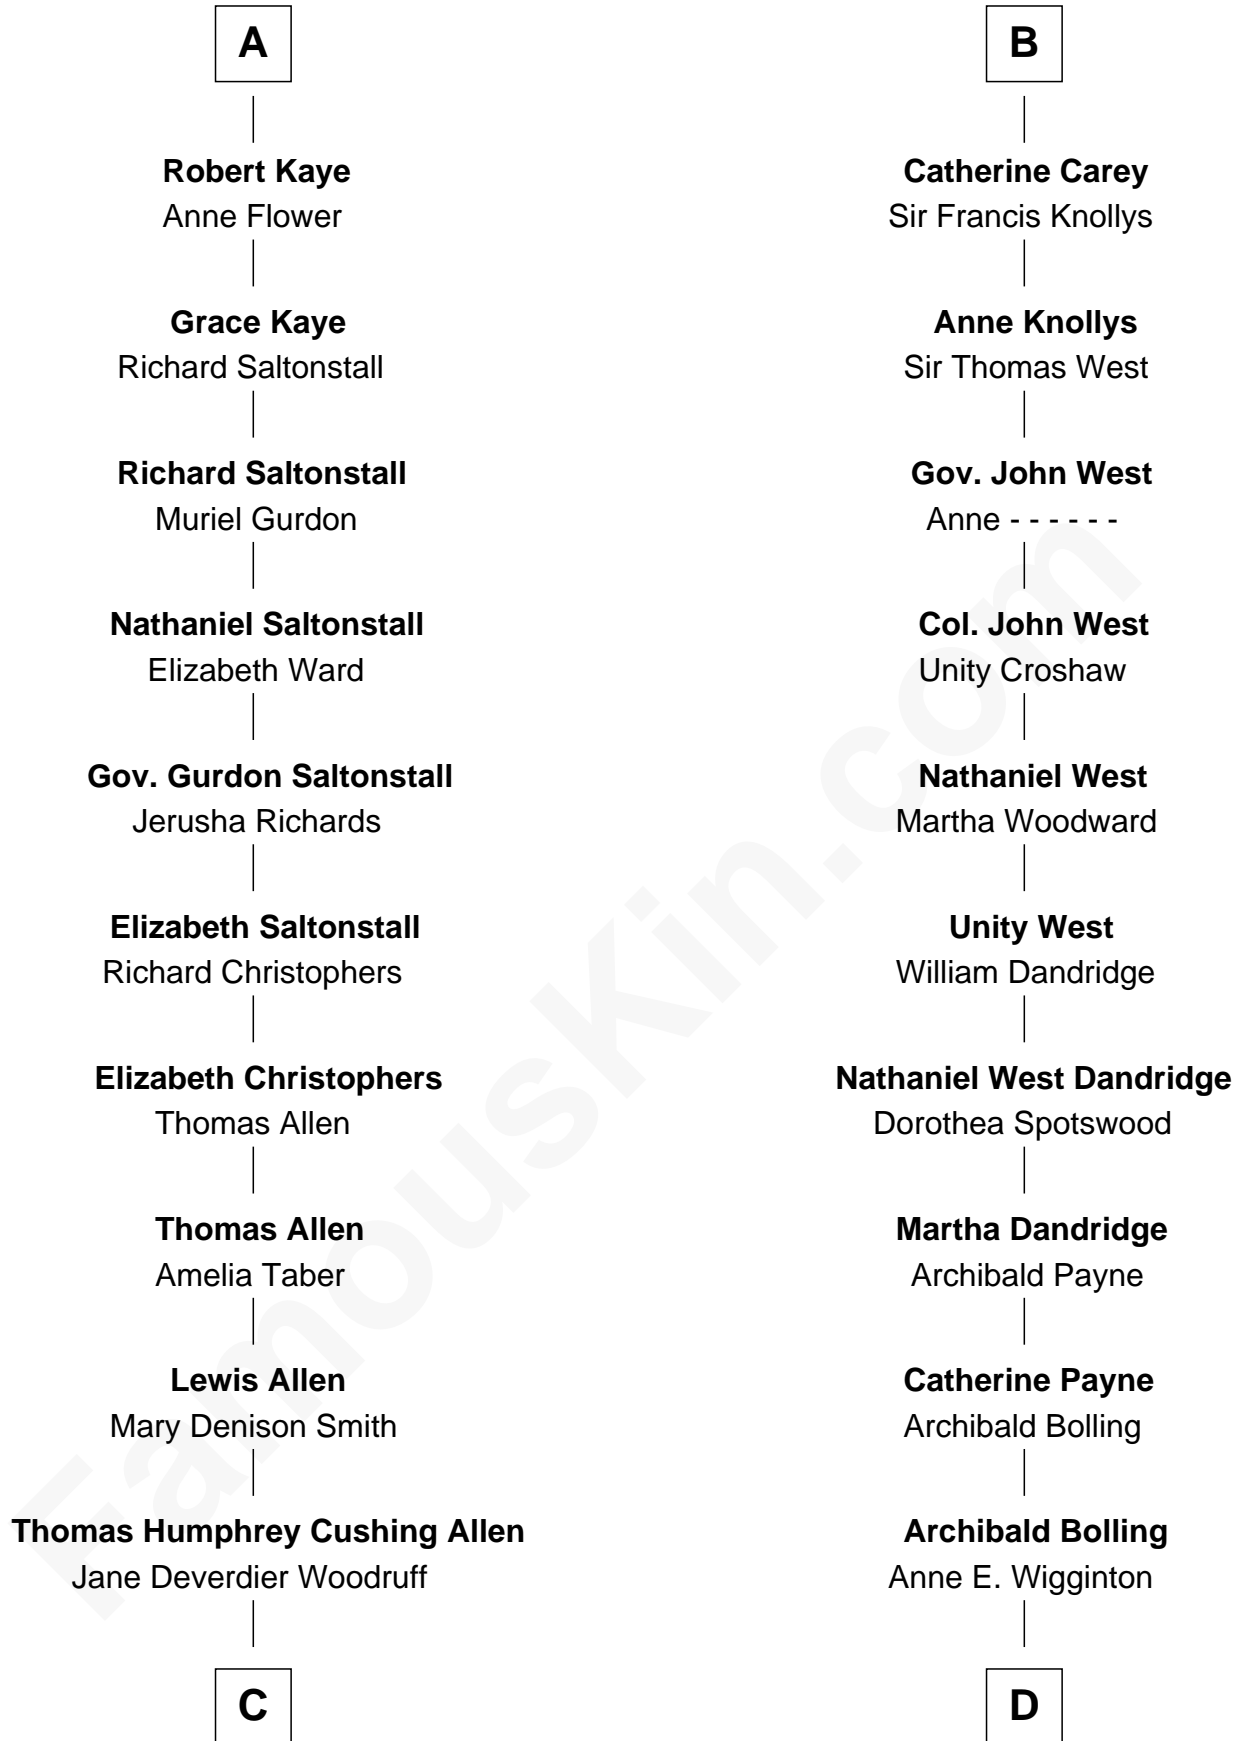 A
Robert Kaye
Anne Flower
Grace Kaye
Richard Saltonstall
Richard Saltonstall
Muriel Gurdon
Nathaniel Saltonstall
Elizabeth Ward
Gov. Gurdon Saltonstall
Jerusha Richards
Elizabeth Saltonstall
Richard Christophers
Elizabeth Christophers
Thomas Allen
Thomas Allen
Amelia Taber
Lewis Allen
Mary Denison Smith
Thomas Humphrey Cushing Allen
Jane Deverdier Woodruff
C
B
Catherine Carey
Sir Francis Knollys
Anne Knollys
Sir Thomas West
Gov. John West
Anne - - - - - -
Col. John West
Unity Croshaw
Nathaniel West
Martha Woodward
Unity West
William Dandridge
Nathaniel West Dandridge
Dorothea Spotswood
Martha Dandridge
Archibald Payne
Catherine Payne
Archibald Bolling
Archibald Bolling
Anne E. Wigginton
D
FamousKin.com